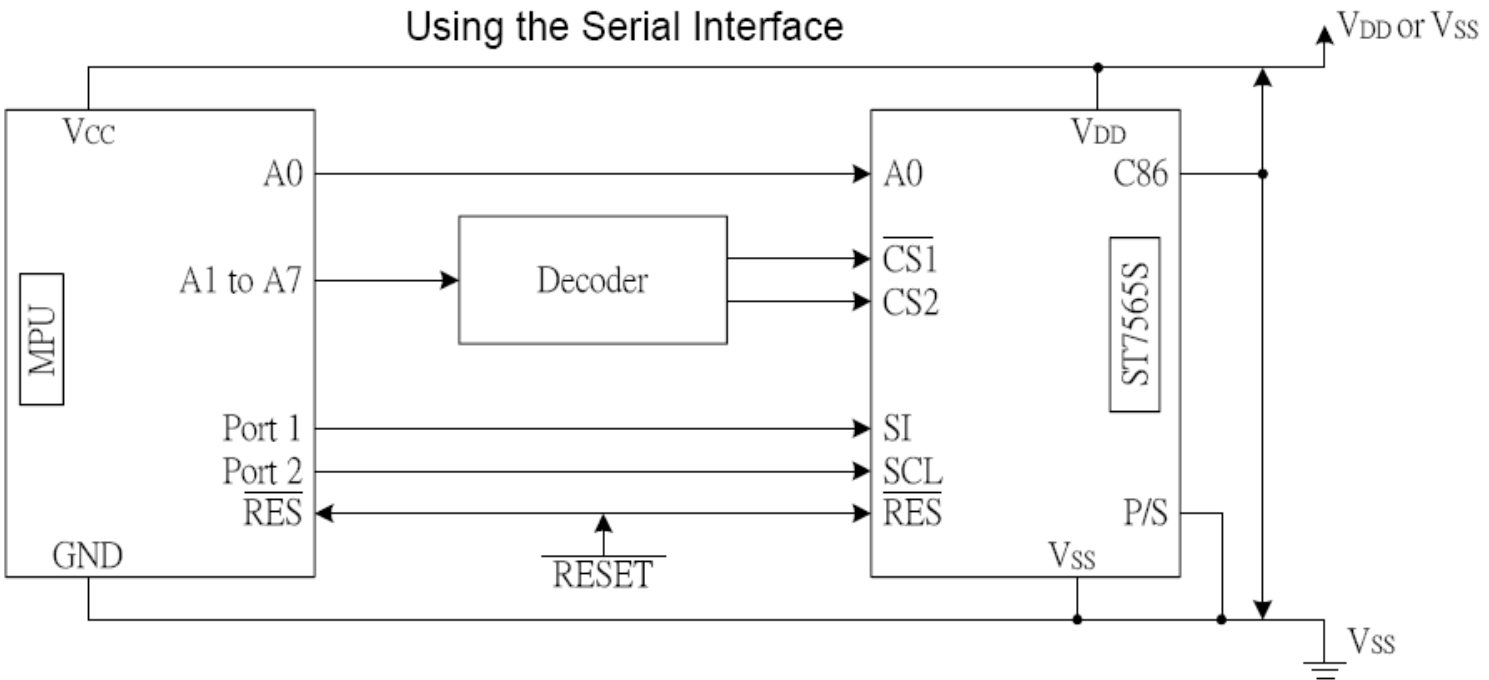 Using the Serial Interface
VDD or VSS
VCC
VDD
A0
A0
C86
CS1
A1 to A7
Decoder
CS2
MPU
ST7565S
Port 1
SI
Port 2
SCL
RES
RES
P/S
GND
VSS
RESET
VSS